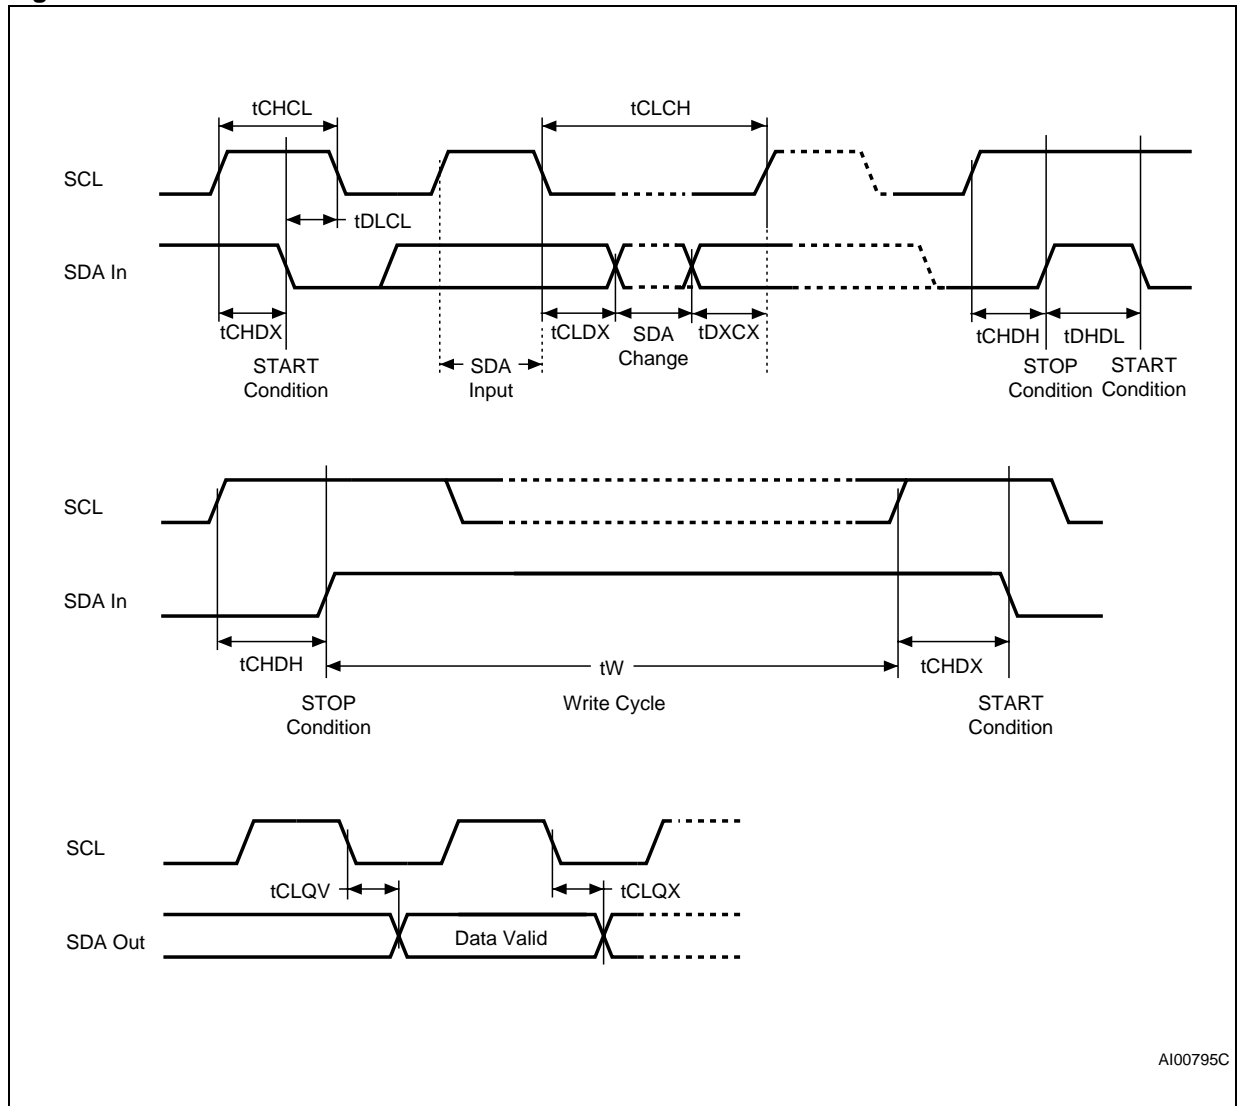 tCHCL
tCLCH
SCL
tDLCL
SDA In
tCHDX
tCLDX
SDA
Change
tDXCX
tCHDH
tDHDL
START
Condition
SDA
Input
STOP
Condition
START
Condition
SCL
SDA In
tCHDH
tW
tCHDX
STOP
Condition
Write Cycle
START
Condition
SCL
tCLQV
tCLQX
SDA Out
Data Valid
AI00795C